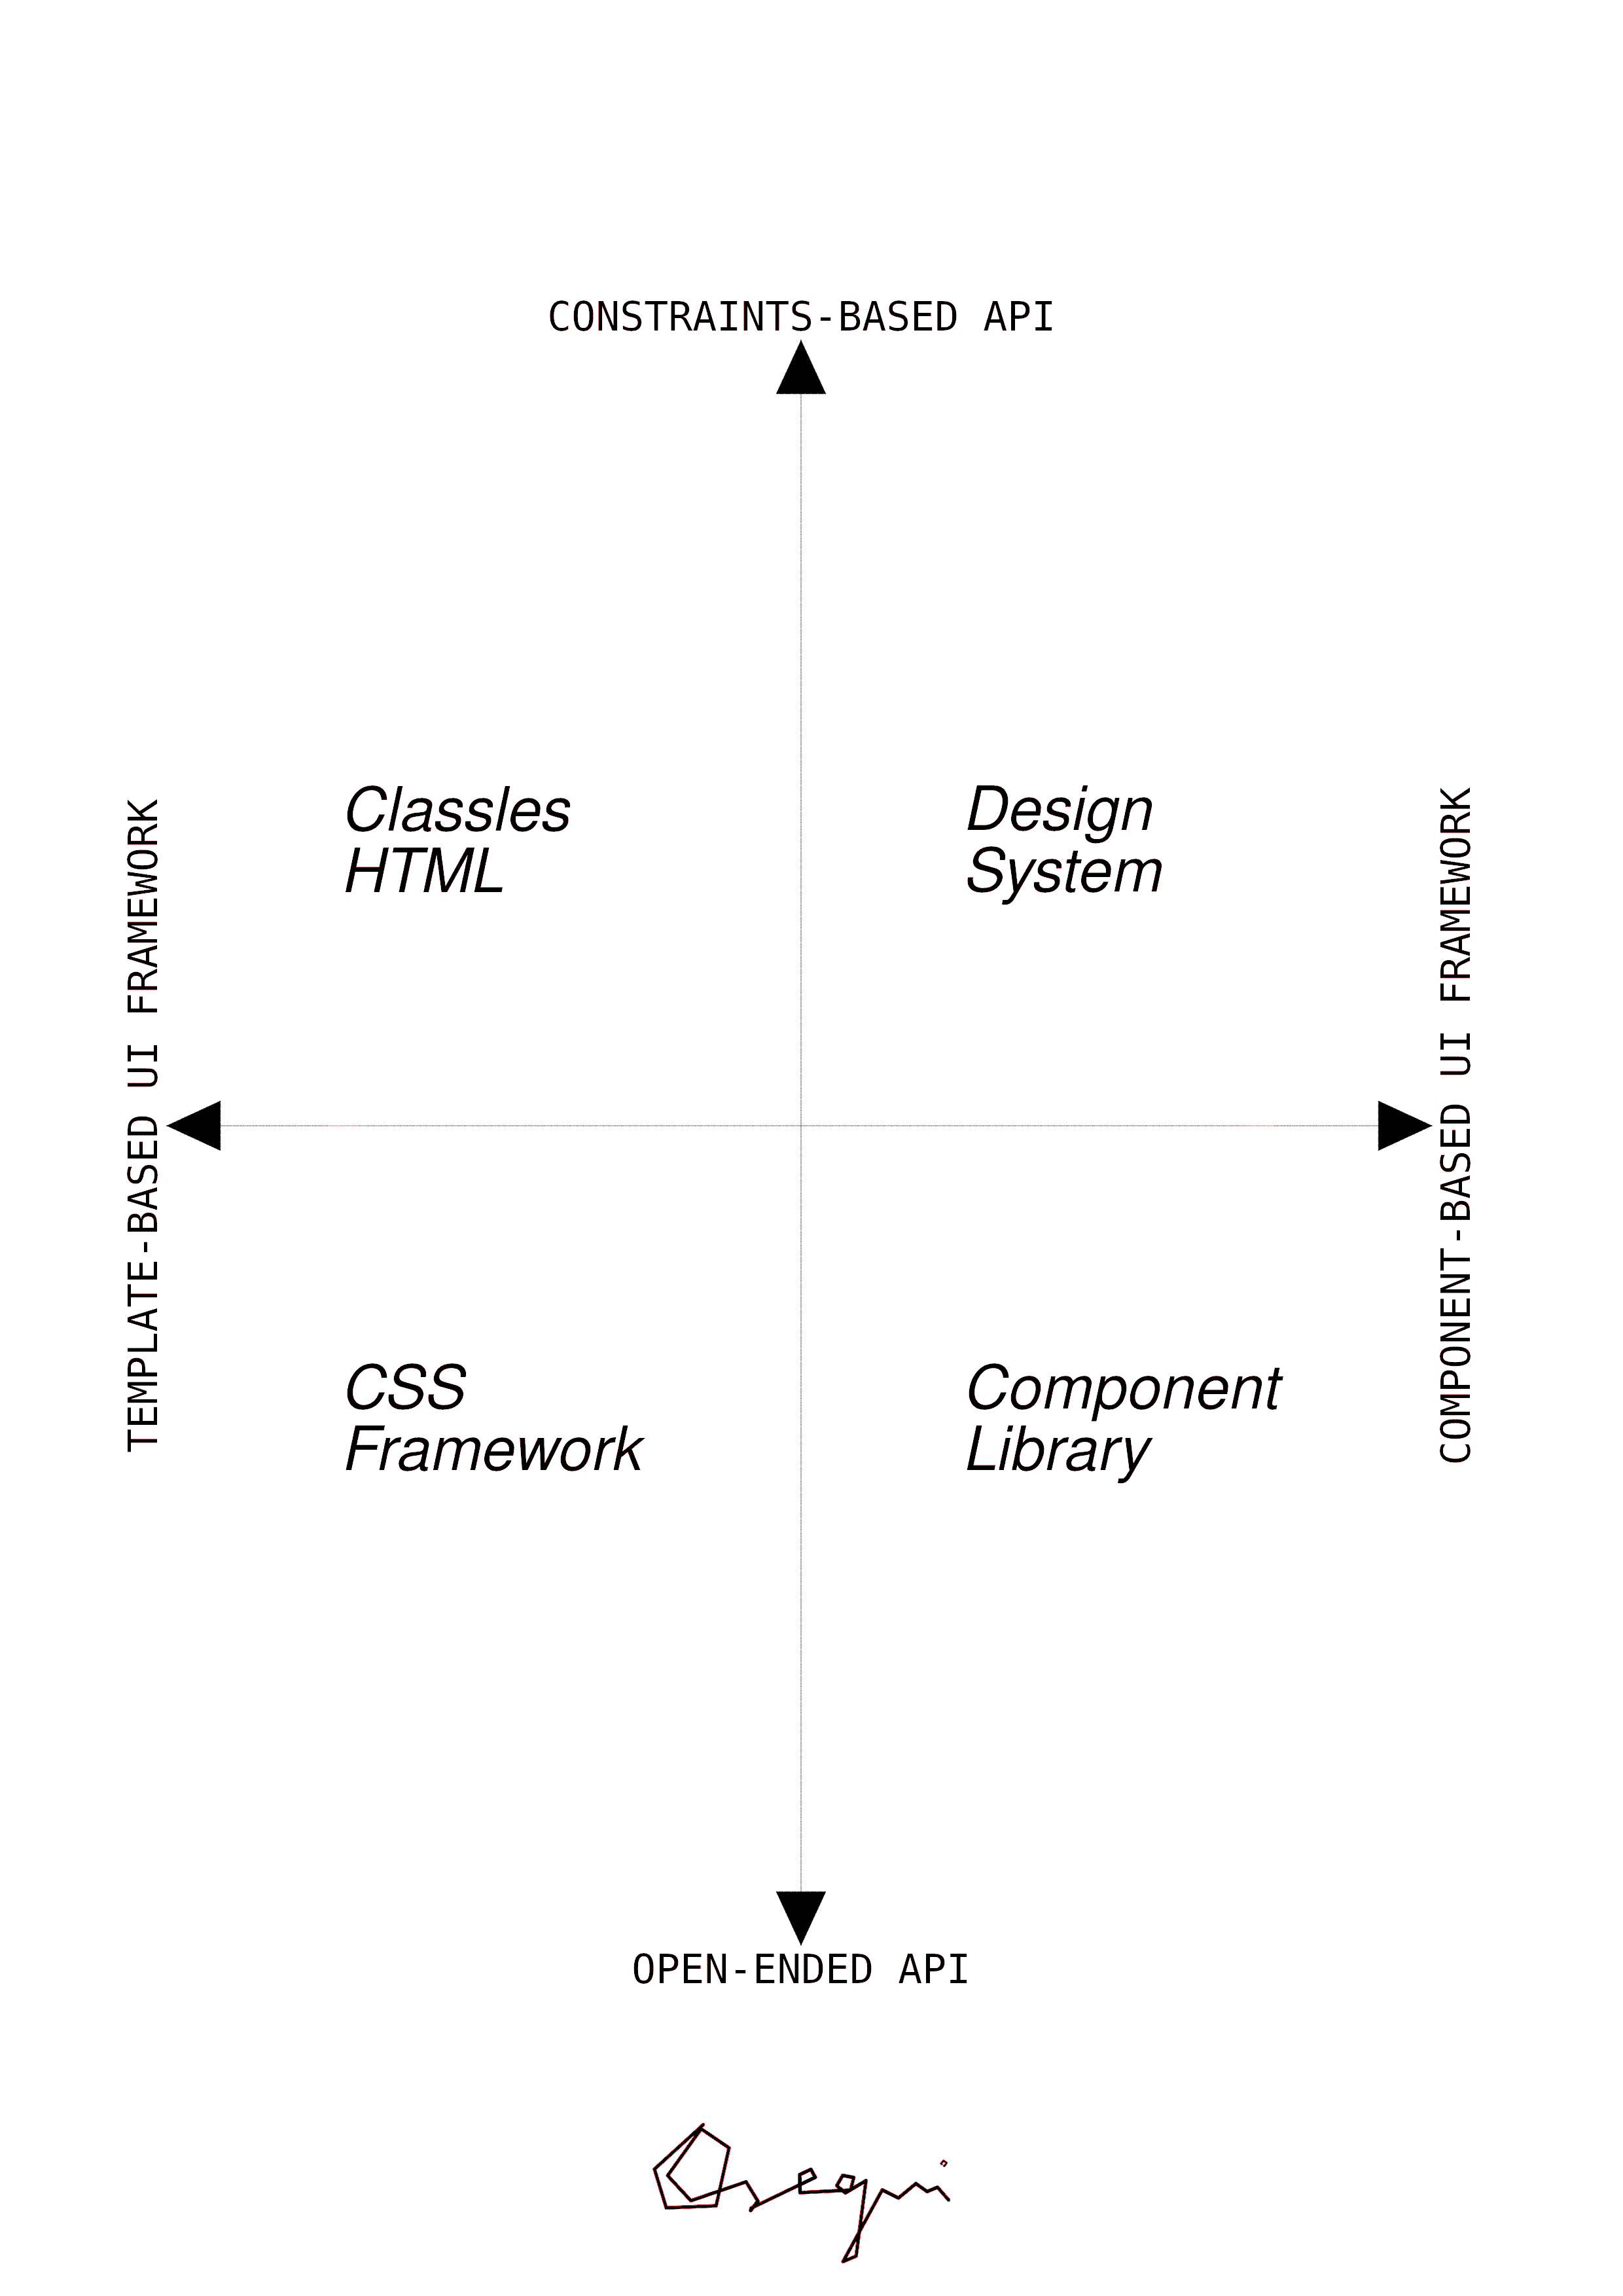 CONSTRAINTS-BASED API
TEMPLATE-BASED UI FRAMEWORK
Classles
HTML
Design
System
COMPONENT-BASED UI FRAMEWORK
CSS
Framework
Component
Library
OPEN-ENDED API